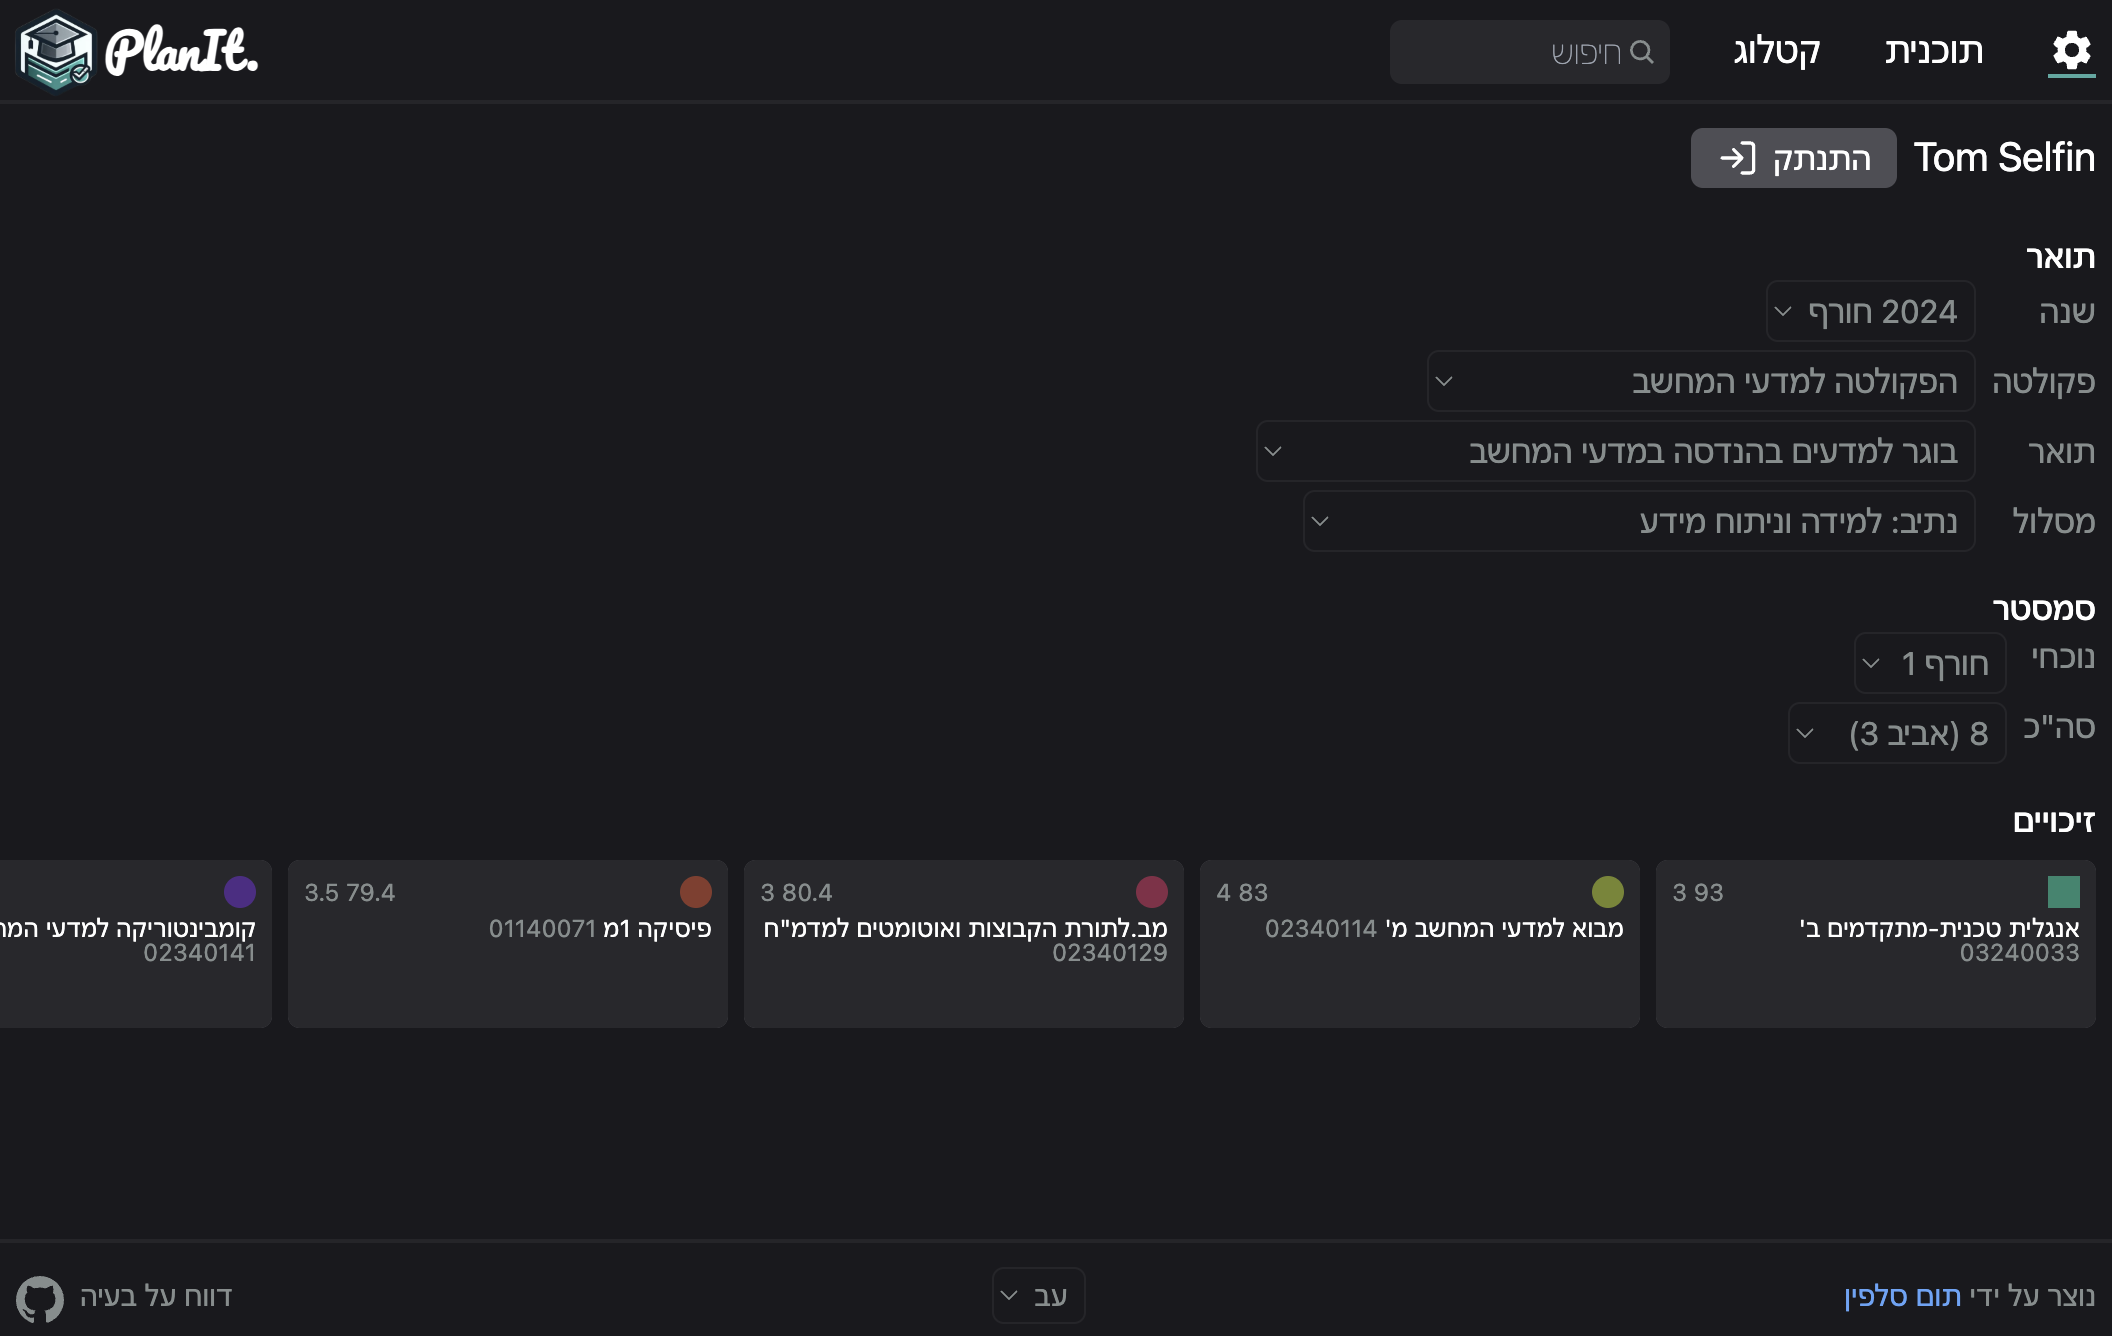 PlanIt.
תוכנית
קטלוג
חיפוש
Tom Selfin
התנתק
תואר
שנה
2024 חורף
פקולטה
הפקולטה למדעי המחשב
תואר
בוגר למדעים בהנדסה במדעי המחשב
מסלול
נתיב: למידה וניתוח מידע
סמסטר
נוכחי
חורף 1
סה"כ
8 (אביב 3)
זיכויים
3 93
אנגלית טכנית-מתקדמים ב'
03240033
4 83
מבוא למדעי המחשב מ' 02340114
3 80.4
מב.לתורת הקבוצות ואוטומטים למדמ"ח
02340129
3.5 79.4
פיסיקה 1מ 01140071
קומבינטוריקה למדעי
02340141
נוצר על ידי תום סלפין
עב
דווח על בעיה